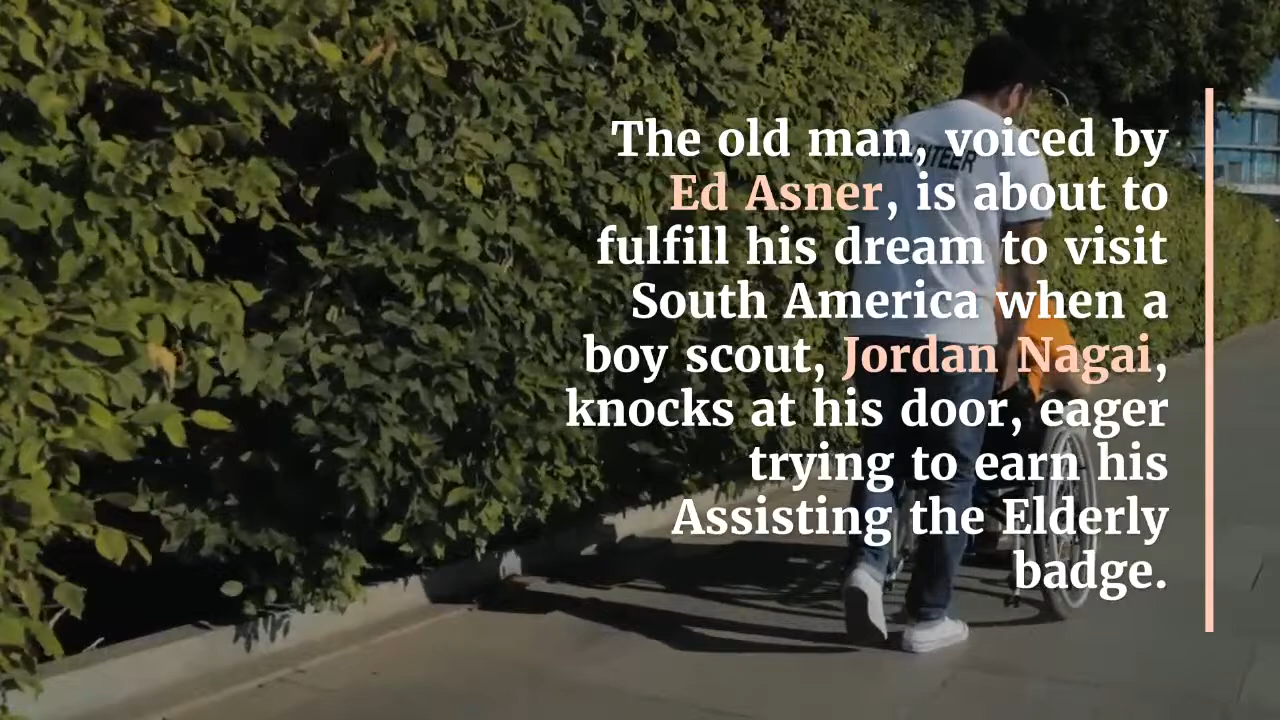 The old man, voiced by
Ed Asner, is about to
fulfill his dream to visit
South America when a
boy scout, Jordan Nagai,
knocks at his door, eager
trying to earn his
Assisting the Elderly
badge.
VOLUNTEER